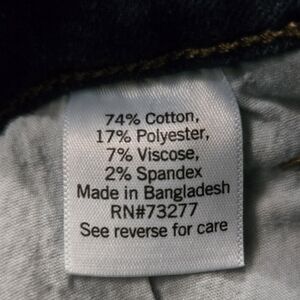 74% Cotton,
17% Polyester,
7% Viscose,
2% Spandex
Made in Bangladesh
RN#73277
See reverse for care